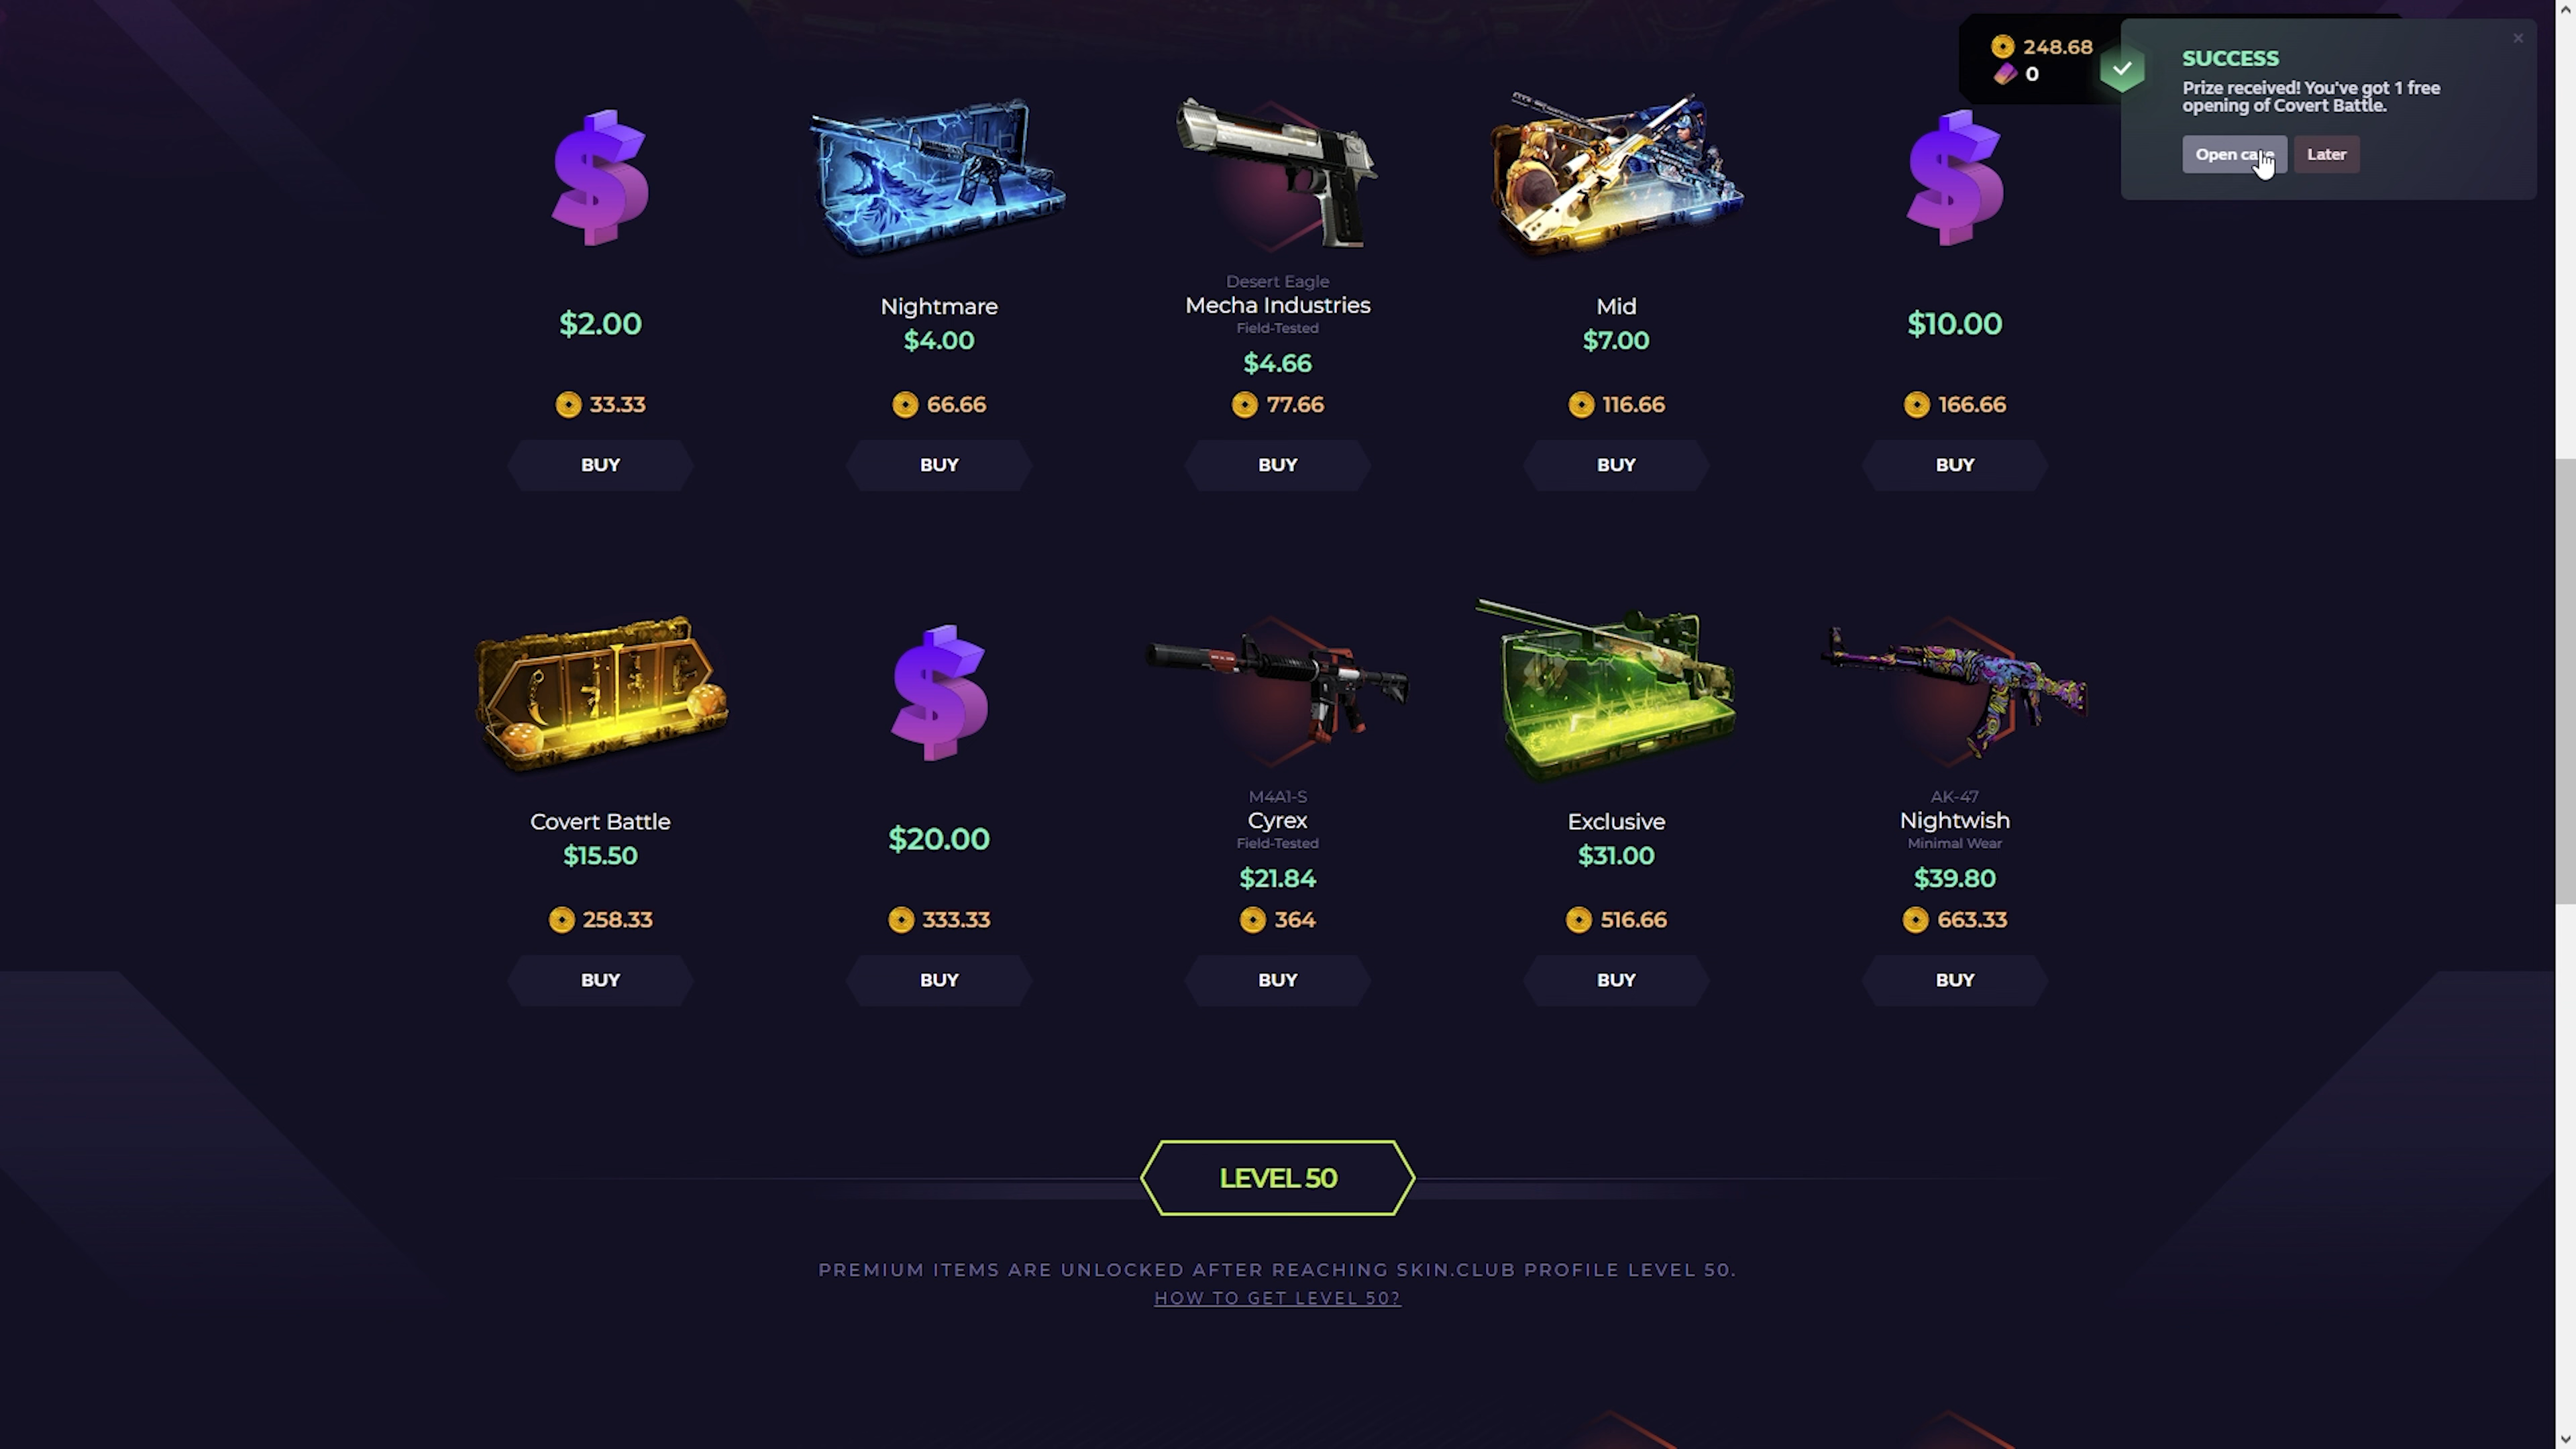 248.68
0
SUCCESS
Prize received! You've got 1 free
opening of Covert Battle.
Open case
Later
$2.00
33.33
BUY
Nightmare
$4.00
66.66
BUY
Desert Eagle
Mecha Industries
Field-Tested
$4.66
77.66
BUY
Mid
$7.00
116.66
BUY
$10.00
166.66
BUY
Covert Battle
$15.50
258.33
BUY
$20.00
333.33
BUY
M4A1-S
Cyrex
Field-Tested
$21.84
364
BUY
Exclusive
$31.00
516.66
BUY
AK-47
Nightwish
Minimal Wear
$39.80
663.33
BUY
LEVEL 50
PREMIUM ITEMS ARE UNLOCKED AFTER REACHING SKIN.CLUB PROFILE LEVEL 50.
HOW TO GET LEVEL 50?